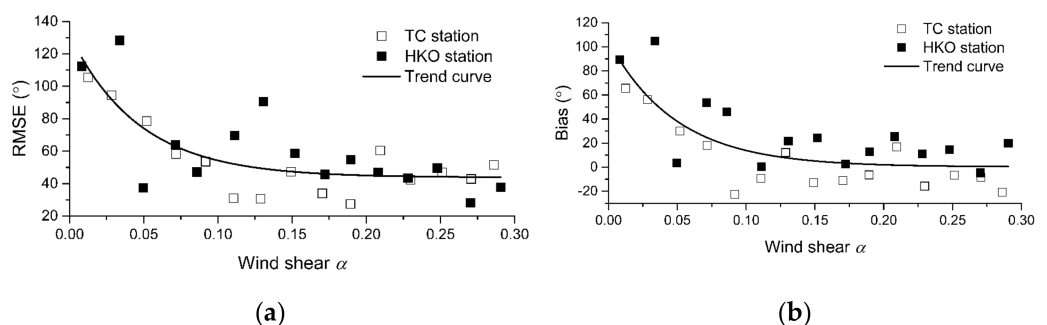 140
120
100
80
60
40
20
RMSE (°)
0.00 0.05 0.10 0.15 0.20 0.25 0.30
Wind shear α
TC station
HKO station
Trend curve
(a)
120
100
80
60
40
20
0
-20
Bias (°)
0.00 0.05 0.10 0.15 0.20 0.25 0.30
Wind shear α
TC station
HKO station
Trend curve
(b)